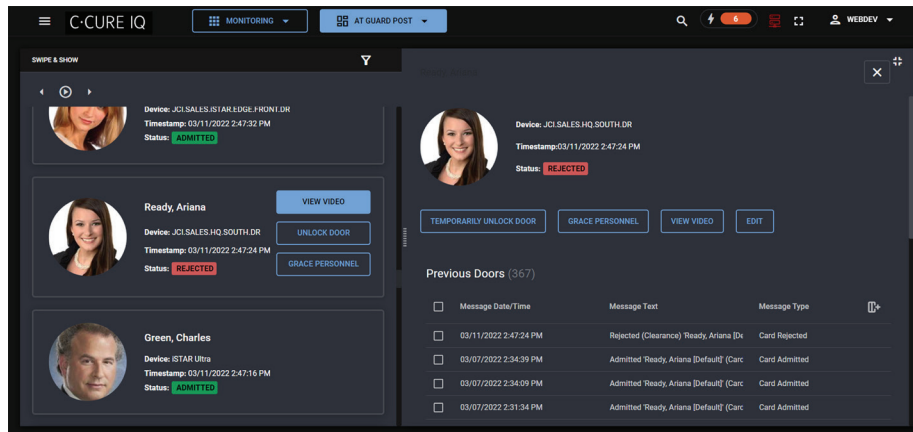 C•CURE IQ
MONITORING
AT GUARD POST
6
WEBDEV
SWIPE & SHOW
Device: JCI.SALES.ISTAR.EDGE.FRONT.DR
Timestamp: 03/11/2022 2:47:32 PM
Status: ADMITTED
Ready, Ariana
Device: JCI.SALES.HQ.SOUTH.DR
Timestamp: 03/11/2022 2:47:24 PM
Status: REJECTED
VIEW VIDEO
UNLOCK DOOR
GRACE PERSONNEL
Green, Charles
Device: iSTAR Ultra
Timestamp: 03/11/2022 2:47:16 PM
Status: ADMITTED
Device: JCI.SALES.HQ.SOUTH.DR
Timestamp:03/11/2022 2:47:24 PM
Status: REJECTED
TEMPORARILY UNLOCK DOOR
GRACE PERSONNEL
VIEW VIDEO
EDIT
Previous Doors (367)
Message Date/Time Message Text Message Type
03/11/2022 2:47:24 PM Rejected (Clearance) 'Ready, Ariana [De Card Rejected
03/07/2022 2:34:39 PM Admitted 'Ready, Ariana [Default]' (Carc Card Admitted
03/07/2022 2:34:09 PM Admitted 'Ready, Ariana [Default]' (Carc Card Admitted
03/07/2022 2:31:34 PM Admitted 'Ready, Ariana [Default]' (Carc Card Admitted